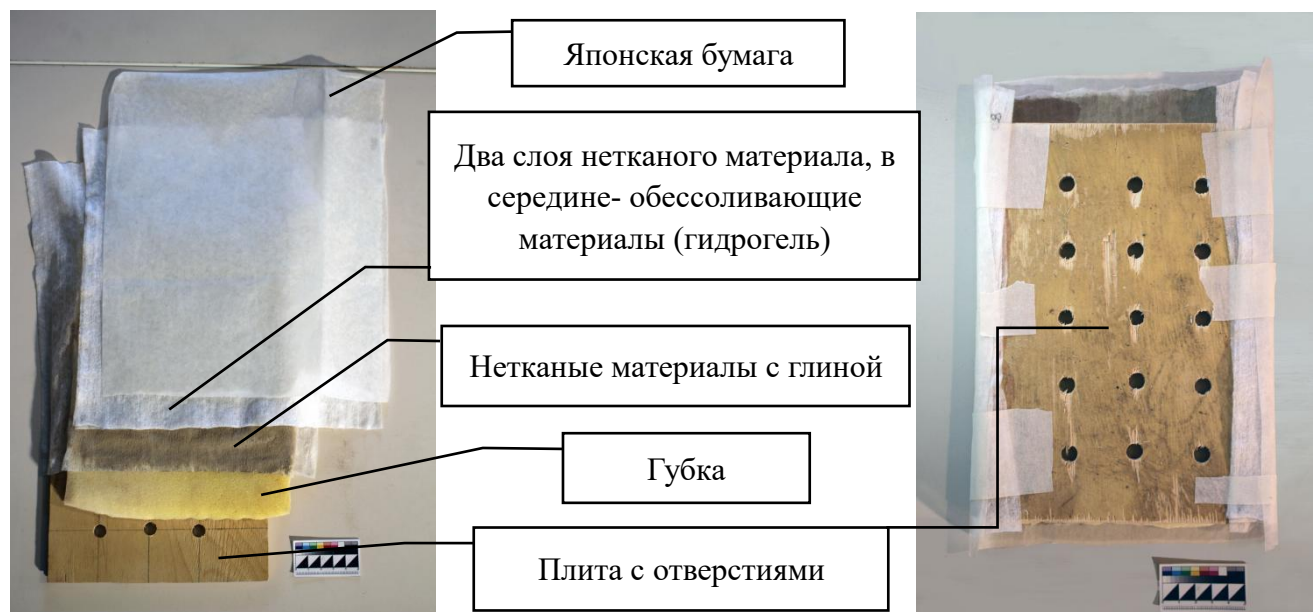 Японская бумага
Два слоя нетканого материала, в
середине- обессоливающие
материалы (гидрогель)
Нетканые материалы с глиной
Губка
Плита с отверстиями